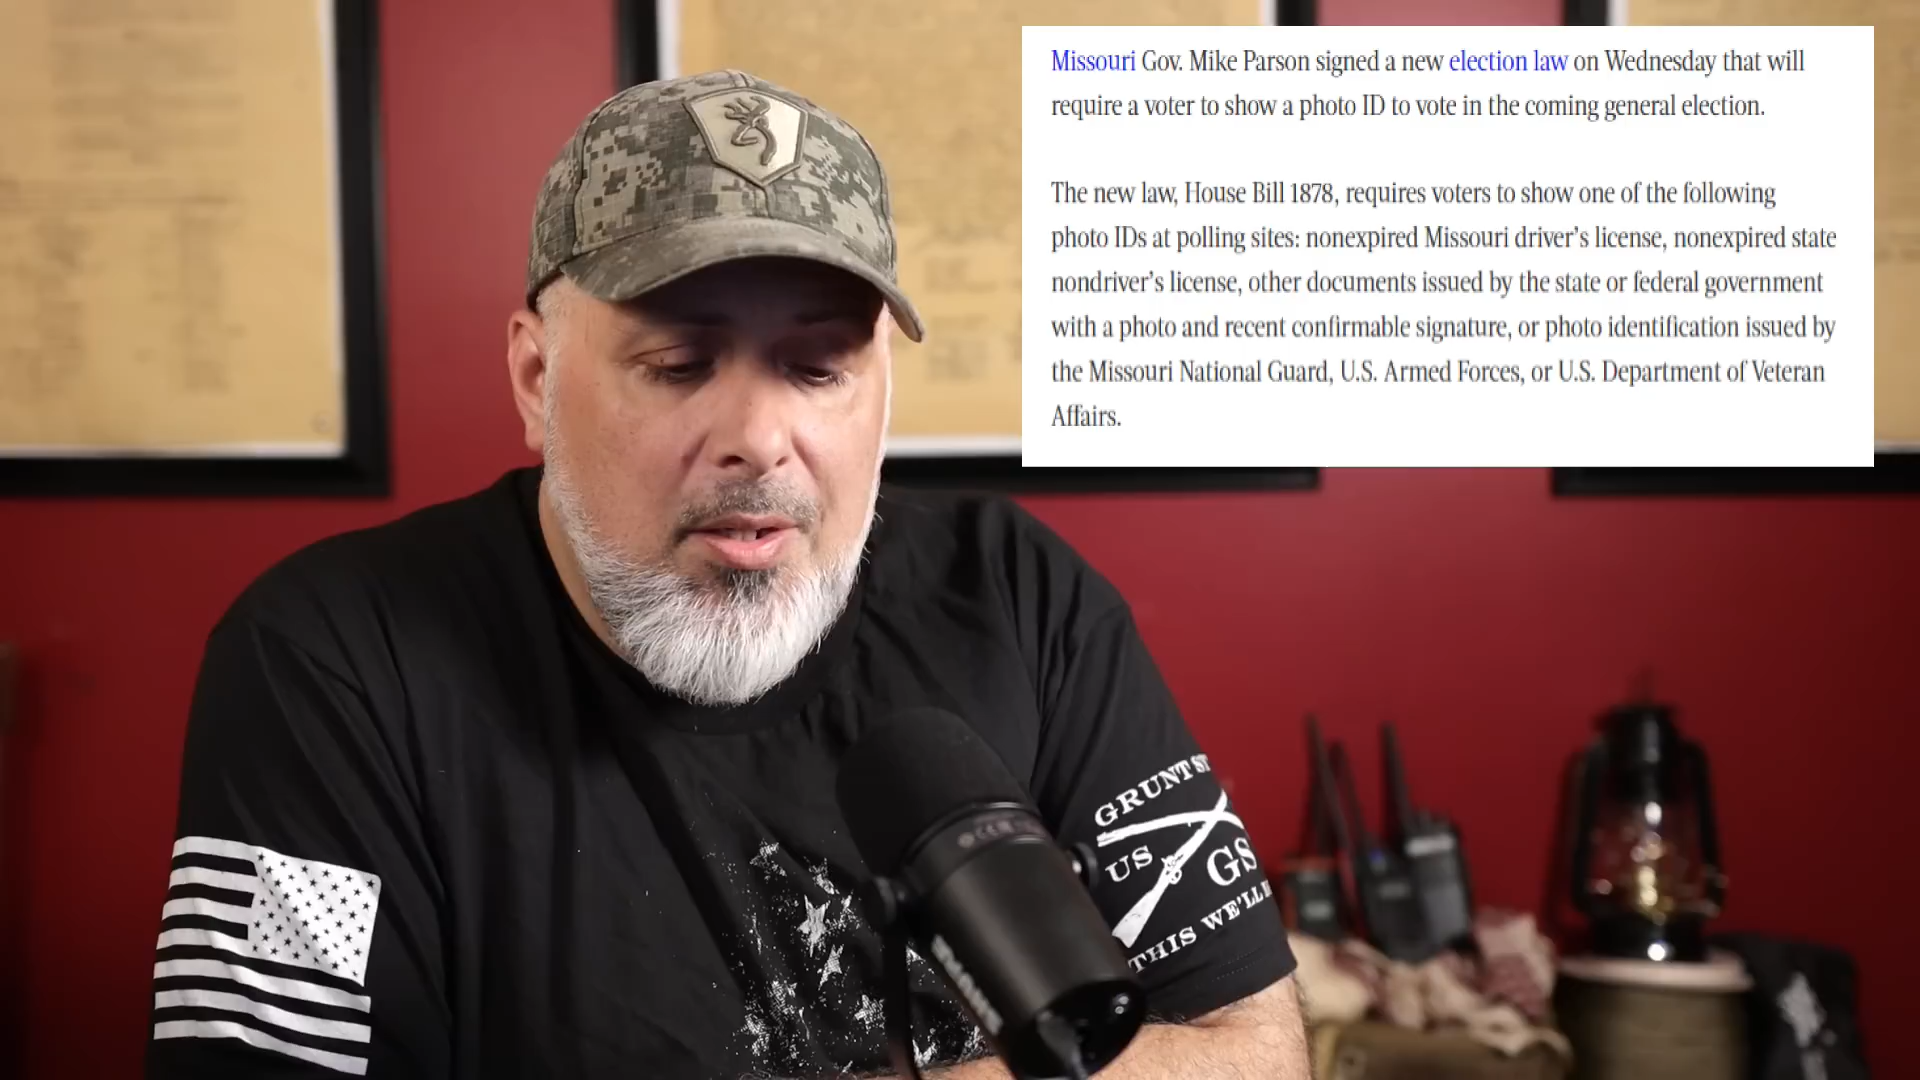 Missouri Gov. Mike Parson signed a new election law on Wednesday that will
require a voter to show a photo ID to vote in the coming general election.
The new law, House Bill 1878, requires voters to show one of the following
photo IDs at polling sites: nonexpired Missouri driver's license, nonexpired state
nondriver's license, other documents issued by the state or federal government
with a photo and recent confirmable signature, or photo identification issued by
the Missouri National Guard, U.S. Armed Forces, or U.S. Department of Veteran
Affairs.
GRUNT
US GS
THIS WE'LL